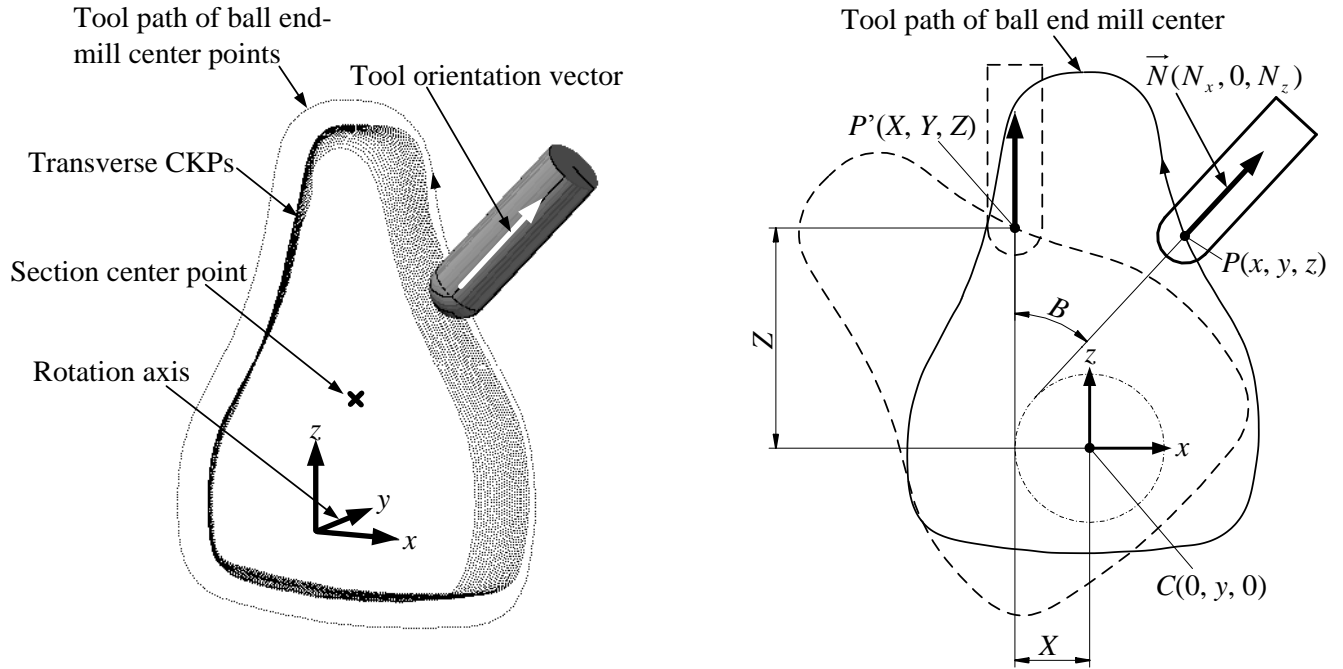 Tool path of ball end-
mill center points
Tool orientation vector
Transverse CKPs
Section center point
Rotation axis
z
y
x
Tool path of ball end mill center
N(Nx, 0, Nz)
P’(X, Y, Z)
P(x, y, z)
B
Z
z
x
C(0, y, 0)
X